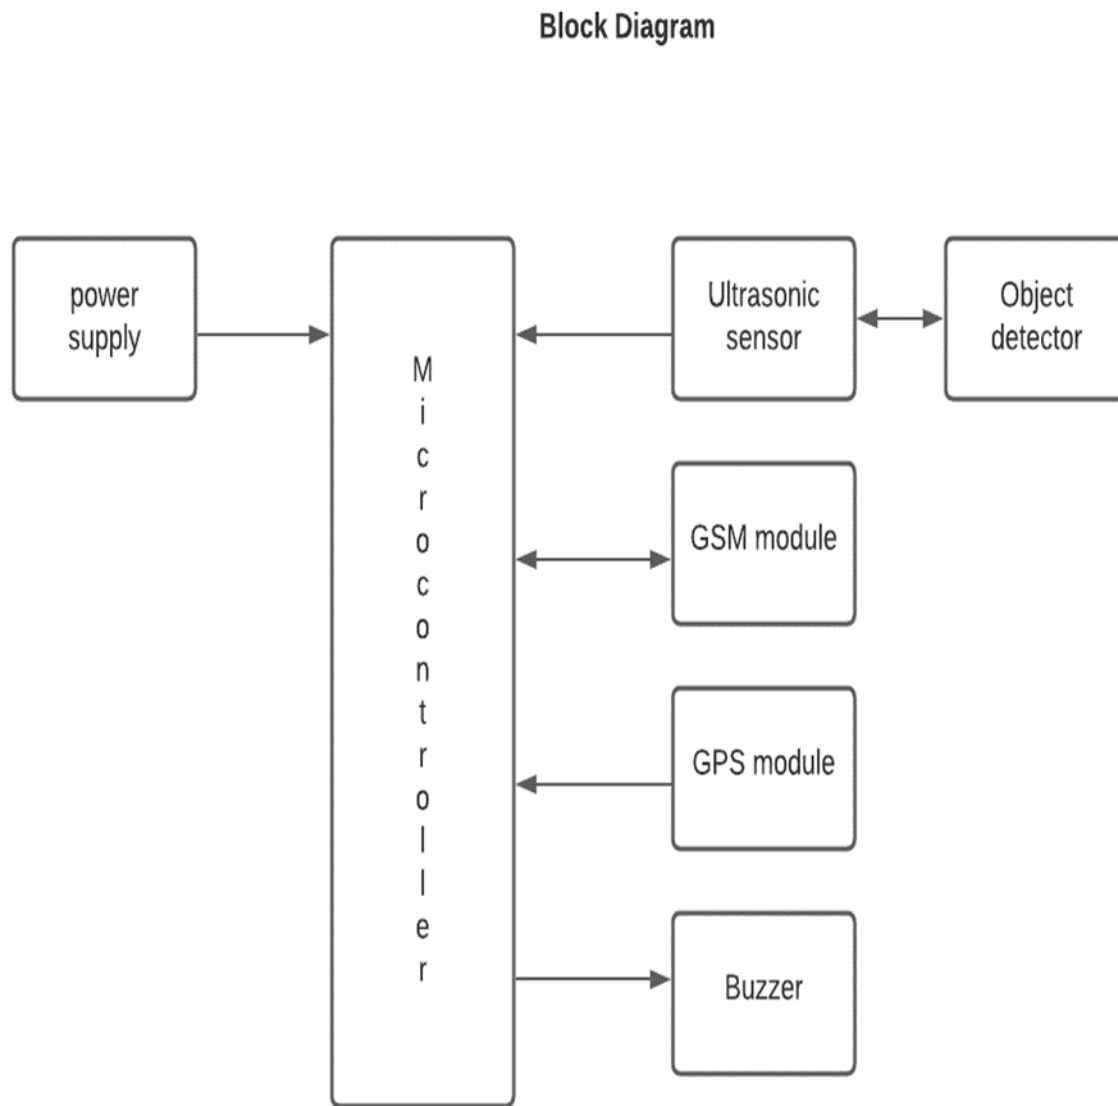 Block Diagram
power
supply
M
i
c
r
o
c
o
n
t
r
o
l
l
e
r
Ultrasonic
sensor
Object
detector
GSM module
GPS module
Buzzer